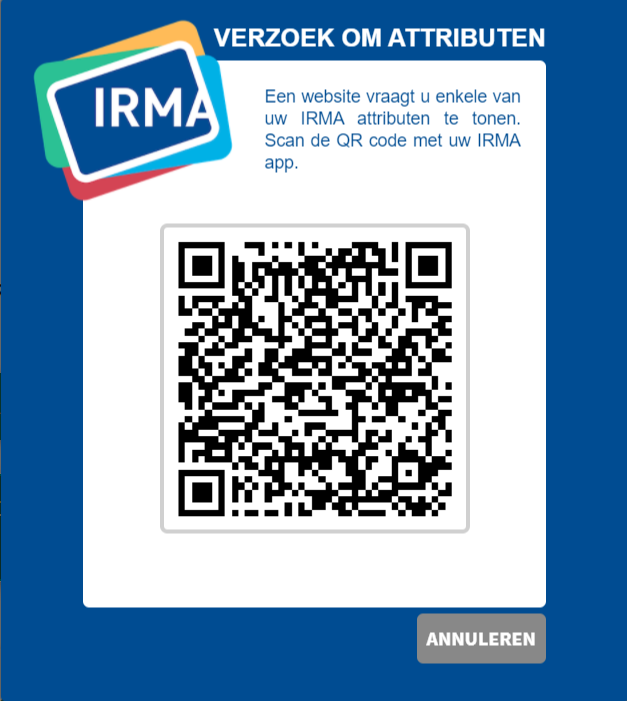 VERZOEK OM ATTRIBUTEN
IRMA
Een website vraagt u enkele van
uw IRMA attributen te tonen.
Scan de QR code met uw IRMA
app.
ANNULEREN